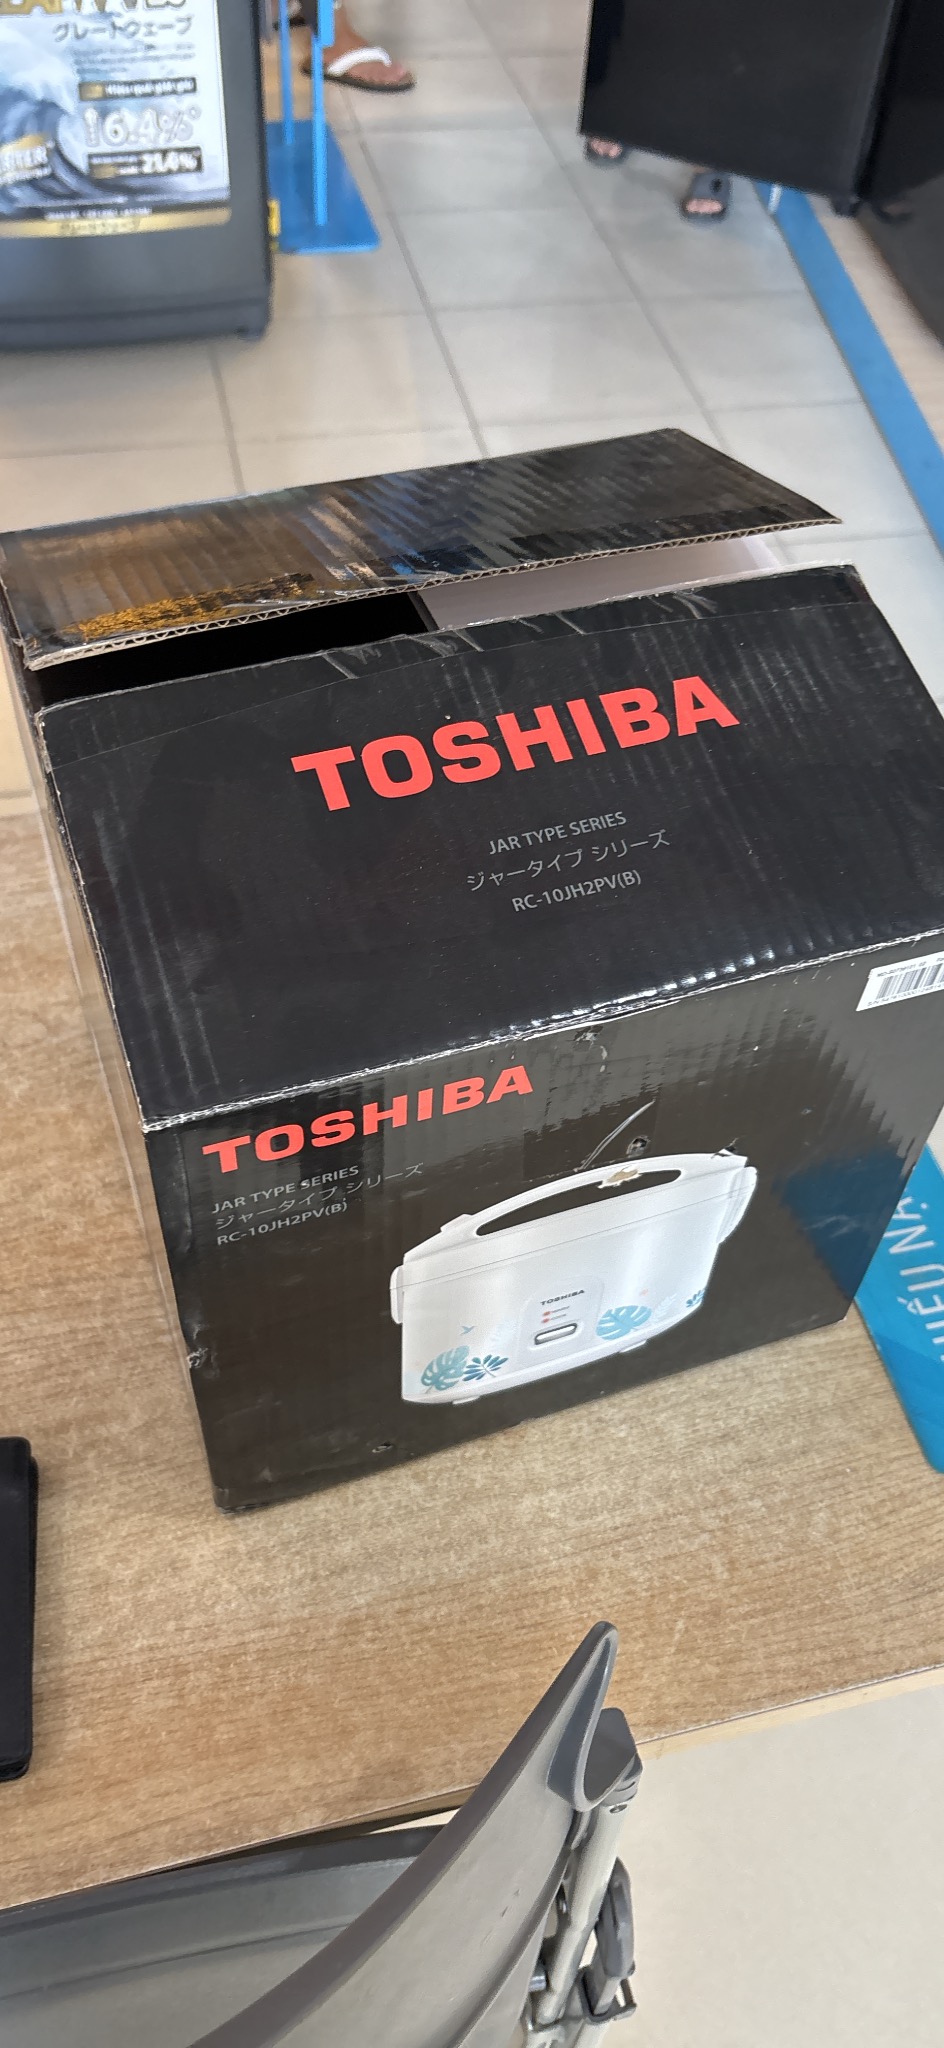 グレートウェーブ
16.4%
21.4%
TOSHIBA
JAR TYPE SERIES
ジャータイプ シリーズ
RC-10JH2PV(B)
TOSHIBA
JAR TYPE SERIES
ジャータイプ シリーズ
RC-10JH2PV(B)
TOSHIBA